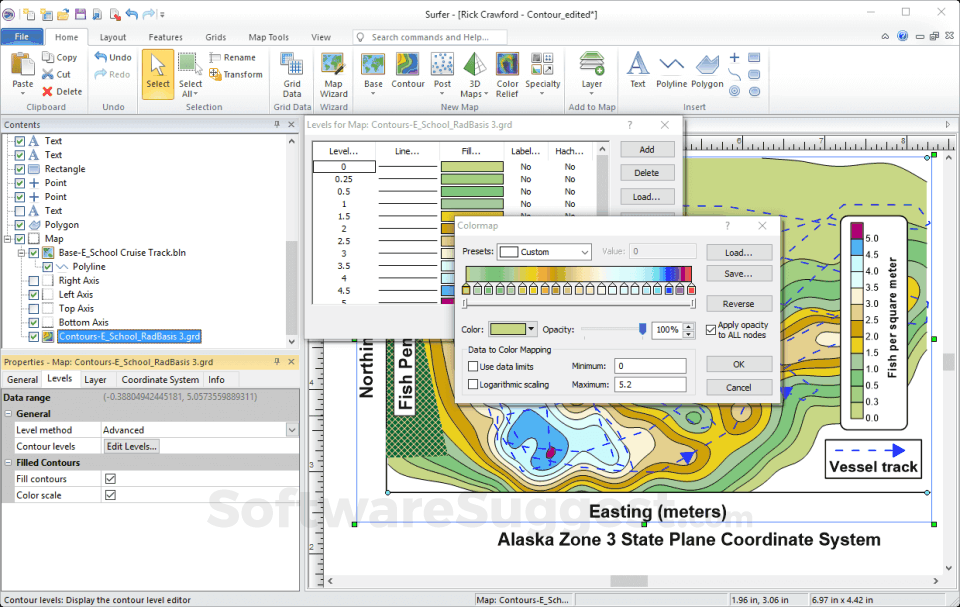 Surfer - [Rick Crawford - Contour_edited*]
File Home Layout Features Grids Map Tools View Search commands and Help...
Paste Copy Cut Delete Undo Redo Select Select All Rename Transform Grid Data Map Wizard Base Contour Post 3D Maps Color Relief Specialty Layer Text Polyline Polygon
Clipboard Undo Selection Grid Data Wizard New Map Add to Map Insert
Contents
Text
Text
Rectangle
Point
Point
Text
Polygon
Map
Base-E_School Cruise Track.bln
Polyline
Right Axis
Left Axis
Top Axis
Bottom Axis
Contours-E_School_RadBasis 3.grd
Properties - Map: Contours-E_School_RadBasis 3.grd
General Levels Layer Coordinate System Info
Data range (-0.38804942445181, 5.0573559889311)
General
Level method Advanced
Contour levels Edit Levels...
Filled Contours
Fill contours
Color scale
Levels for Map: Contours-E_School_RadBasis 3.grd ? ×
Level... Line... Fill... Label... Hach...
0 No No
0.25 No No
0.5 No No
1 No No
1.5
2
2.5
3
3.5
4
4.5
5
Add
Delete
Load...
Colormap ? ×
Presets: Custom Value: 0
Load...
Save...
Reverse
Color: Opacity: 100% Apply opacity to ALL nodes
Data to Color Mapping
Use data limits Minimum: 0
Logarithmic scaling Maximum: 5.2
OK
Cancel
6 7 8
4
3
2
Northin
Fish Pen
5.0
4.5
4.0
3.5
3.0
2.5
2.0
1.5
1.0
0.5
0.3
0.0
Fish per square meter
Vessel track
Easting (meters)
Alaska Zone 3 State Plane Coordinate System
SoftwareSuggest.com
Contour levels: Display the contour level editor Map: Contours-E_Sch... 1.96 in, 3.06 in 6.97 in x 4.42 in